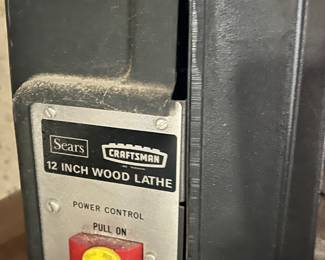 Sears CRAFTSMAN
12 INCH WOOD LATHE
POWER CONTROL
PULL ON